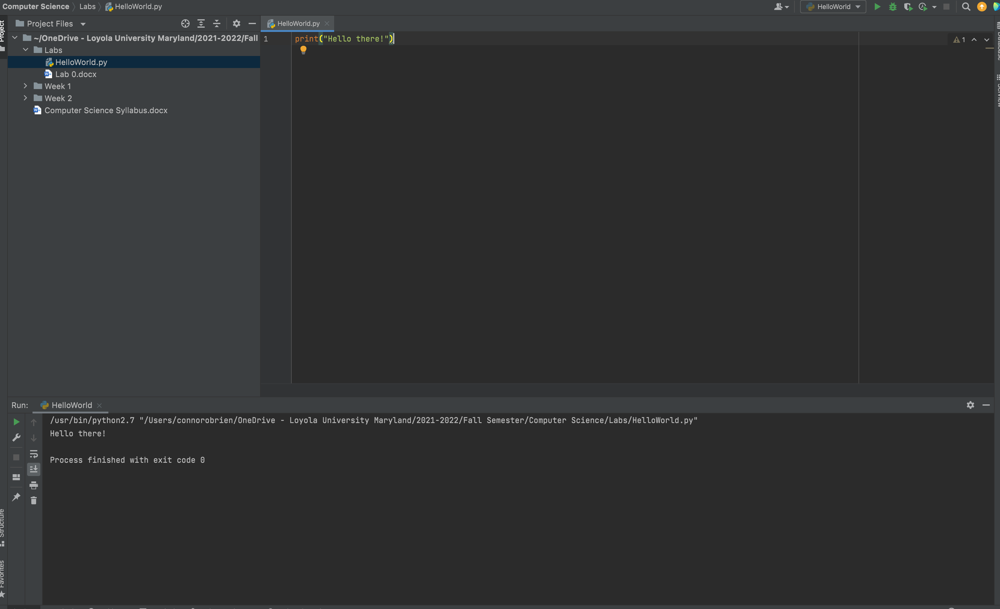 Computer Science Labs HelloWorld.py
HelloWorld
Project
Project Files
HelloWorld.py
~/OneDrive - Loyola University Maryland/2021-2022/Fall
Labs
HelloWorld.py
Lab 0.docx
Week 1
Week 2
Computer Science Syllabus.docx
1 print("Hello there!")
1
Database
SciView
Run: HelloWorld
/usr/bin/python2.7 "/Users/connorobrien/OneDrive - Loyola University Maryland/2021-2022/Fall Semester/Computer Science/Labs/HelloWorld.py"
Hello there!
Process finished with exit code 0
Structure
Favorites